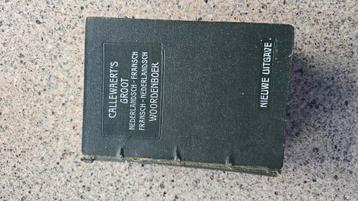 CALLEWAERT'S
GROOT
NEDERLANDSCH-FRANSCH
FRANSCH-NEDERLANDSCH
WOORDENBOEK
NIEUWE UITGAVE